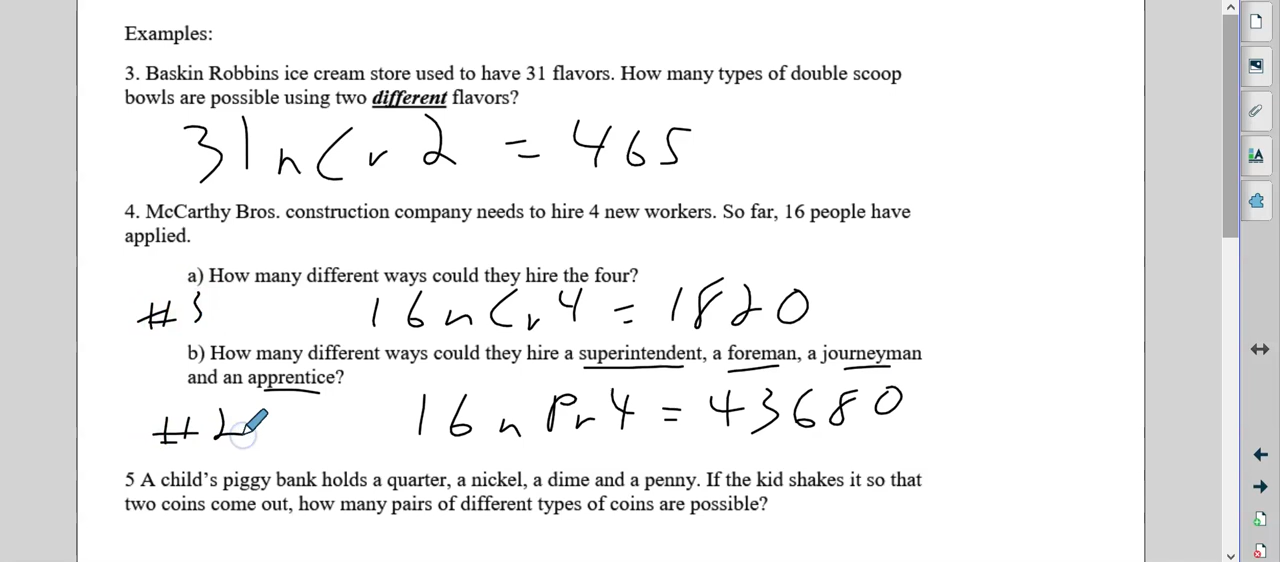 Examples:
3. Baskin Robbins ice cream store used to have 31 flavors. How many types of double scoop
bowls are possible using two different flavors?
31 n C r 2 = 465
4. McCarthy Bros. construction company needs to hire 4 new workers. So far, 16 people have
applied.
a) How many different ways could they hire the four?
#3 16 n C r 4 = 1820
b) How many different ways could they hire a superintendent, a foreman, a journeyman
and an apprentice?
#2 16 n P r 4 = 43680
5 A child's piggy bank holds a quarter, a nickel, a dime and a penny. If the kid shakes it so that
two coins come out, how many pairs of different types of coins are possible?